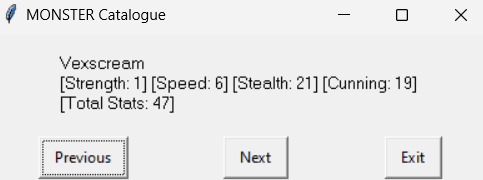 MONSTER Catalogue
Vexscream
[Strength: 1] [Speed: 6] [Stealth: 21] [Cunning: 19]
[Total Stats: 47]
Previous
Next
Exit